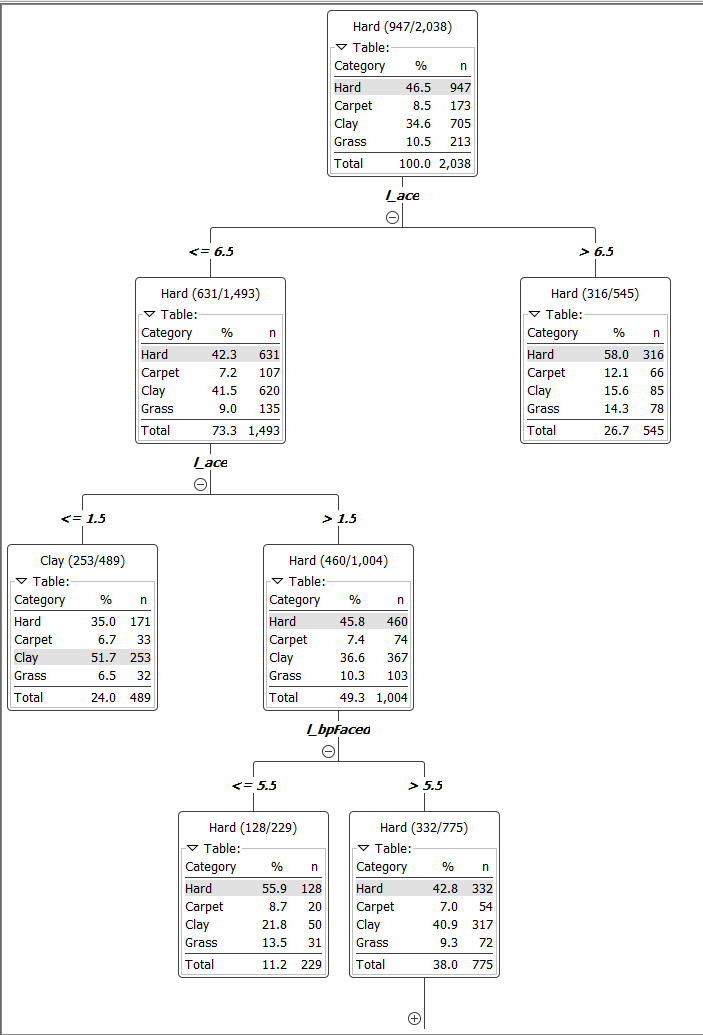 Hard (947/2,038)
Table:
Category % n
Hard 46.5 947
Carpet 8.5 173
Clay 34.6 705
Grass 10.5 213
Total 100.0 2,038
l_ace
<= 6.5
> 6.5
Hard (631/1,493)
Table:
Category % n
Hard 42.3 631
Carpet 7.2 107
Clay 41.5 620
Grass 9.0 135
Total 73.3 1,493
Hard (316/545)
Table:
Category % n
Hard 58.0 316
Carpet 12.1 66
Clay 15.6 85
Grass 14.3 78
Total 26.7 545
l_ace
<= 1.5
> 1.5
Clay (253/489)
Table:
Category % n
Hard 35.0 171
Carpet 6.7 33
Clay 51.7 253
Grass 6.5 32
Total 24.0 489
Hard (460/1,004)
Table:
Category % n
Hard 45.8 460
Carpet 7.4 74
Clay 36.6 367
Grass 10.3 103
Total 49.3 1,004
l_bpFaced
<= 5.5
> 5.5
Hard (128/229)
Table:
Category % n
Hard 55.9 128
Carpet 8.7 20
Clay 21.8 50
Grass 13.5 31
Total 11.2 229
Hard (332/775)
Table:
Category % n
Hard 42.8 332
Carpet 7.0 54
Clay 40.9 317
Grass 9.3 72
Total 38.0 775